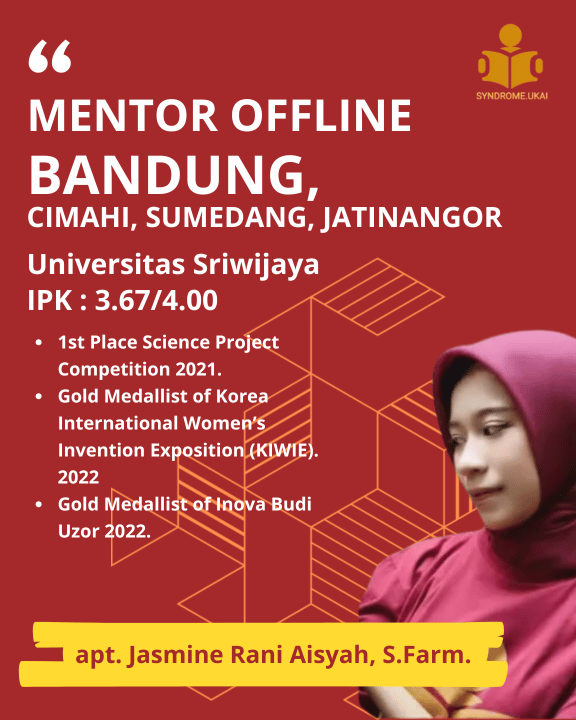 “
SYNDROME.UKAI
MENTOR OFFLINE
BANDUNG,
CIMAHI, SUMEDANG, JATINANGOR
Universitas Sriwijaya
IPK : 3.67/4.00
• 1st Place Science Project
Competition 2021.
• Gold Medallist of Korea
International Women's
Invention Exposition (KIWIE).
2022
• Gold Medallist of Inova Budi
Uzor 2022.
apt. Jasmine Rani Aisyah, S.Farm.